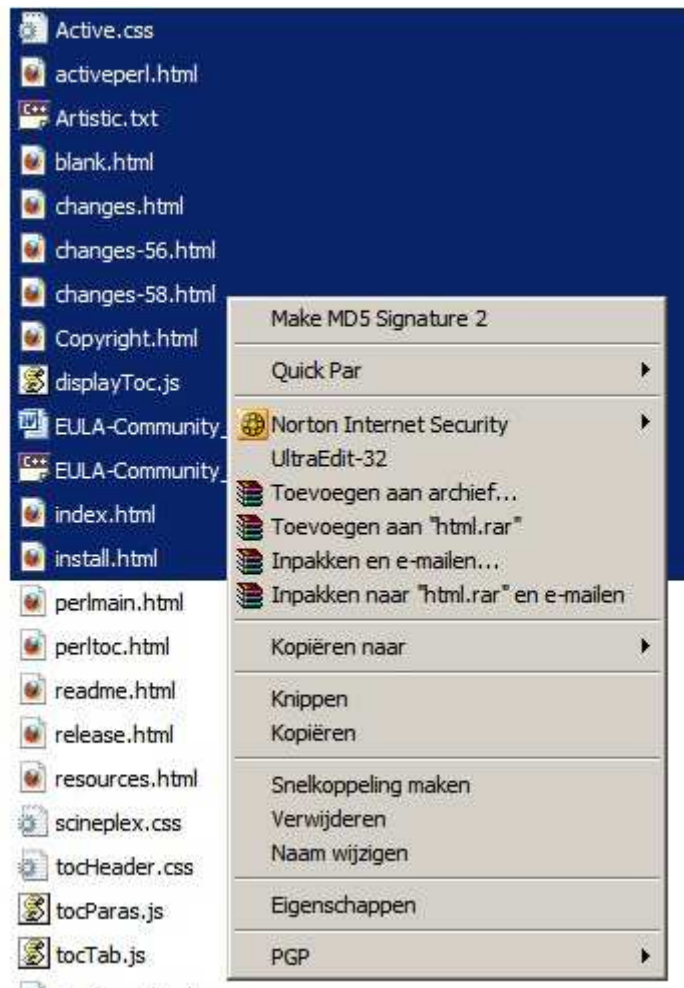 Active.css
activeperl.html
Artistic.txt
blank.html
changes.html
changes-56.html
changes-58.html
Copyright.html
displayToc.js
EULA-Community_
EULA-Community_
index.html
install.html
perlmain.html
perltoc.html
readme.html
release.html
resources.html
scineplex.css
tocHeader.css
tocParas.js
tocTab.js
Make MD5 Signature 2
Quick Par
Norton Internet Security
UltraEdit-32
Toevoegen aan archief...
Toevoegen aan "html.rar"
Inpakken en e-mailen...
Inpakken naar "html.rar" en e-mailen
Kopiëren naar
Knippen
Kopiëren
Snelkoppeling maken
Verwijderen
Naam wijzigen
Eigenschappen
PGP